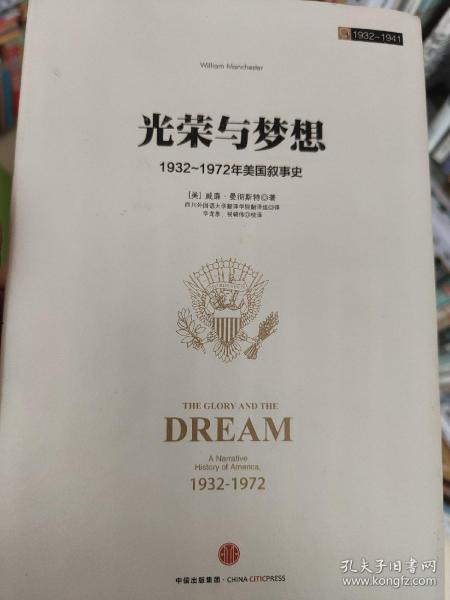 1932~1941
William Manchester
光荣与梦想
1932~1972年美国叙事史
[美] 威廉·曼彻斯特◎著
四川外国语大学翻译学院翻译组◎译
THE GLORY AND THE
DREAM
A Narrative
History of America,
1932-1972
中信出版集团·CHINA CITICPRESS
孔夫子旧书网
www.kongfz.com